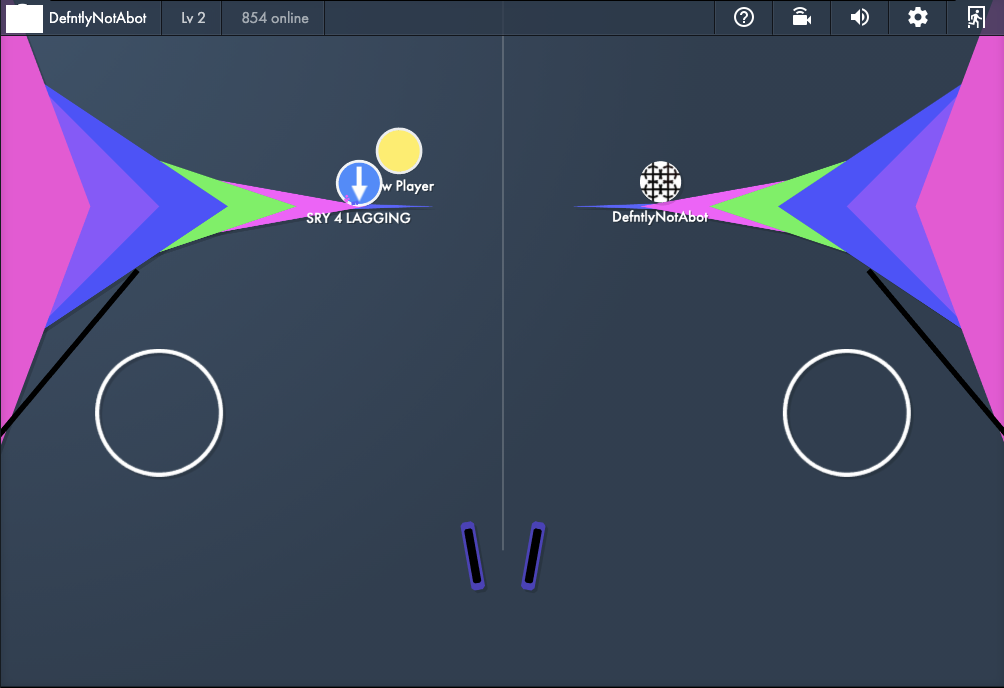 DefntlyNotAbot
Lv 2
854 online
w Player
SRY 4 LAGGING
DefntlyNotAbot